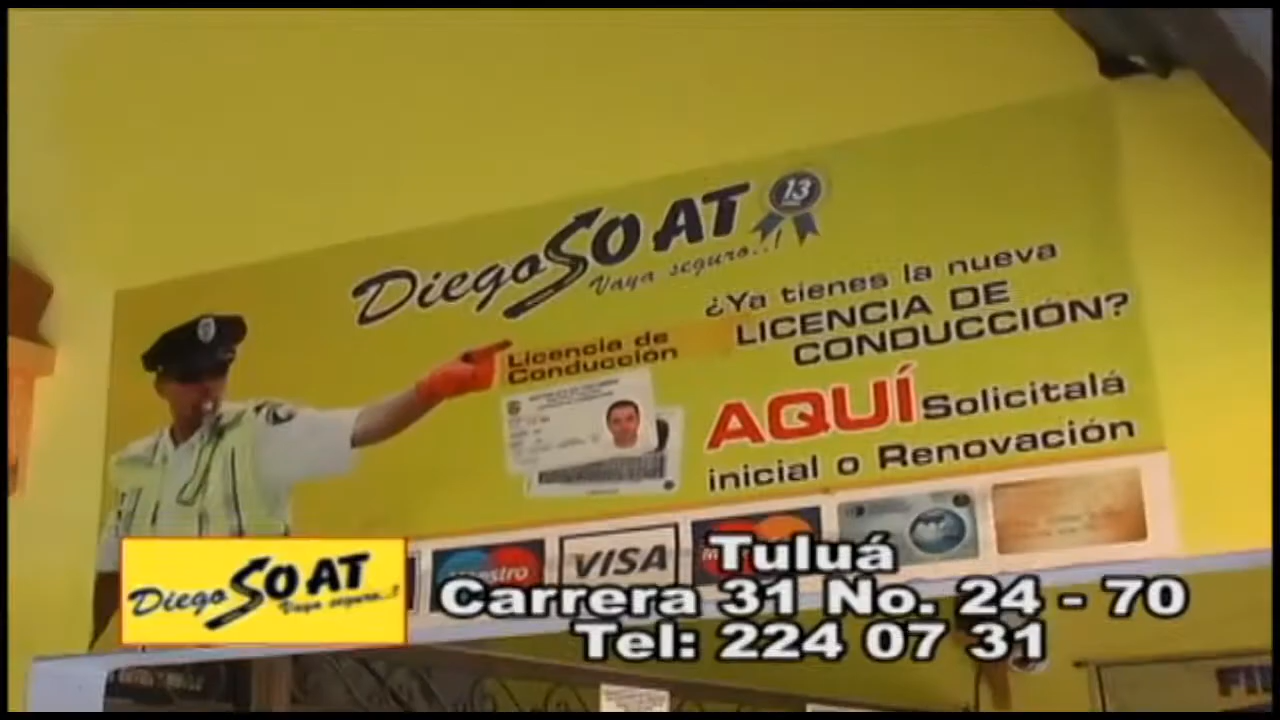 DiegoSOAT
13
Vaya seguro..!
¿Ya tienes la nueva
LICENCIA DE
CONDUCCIÓN?
Licencia de
Conducción
AQUÍ Solicitalá
inicial o Renovación
Maestro
VISA
DiegoSOAT
Vaya seguro..!
Tuluá
Carrera 31 No. 24 - 70
Tel: 224 07 31